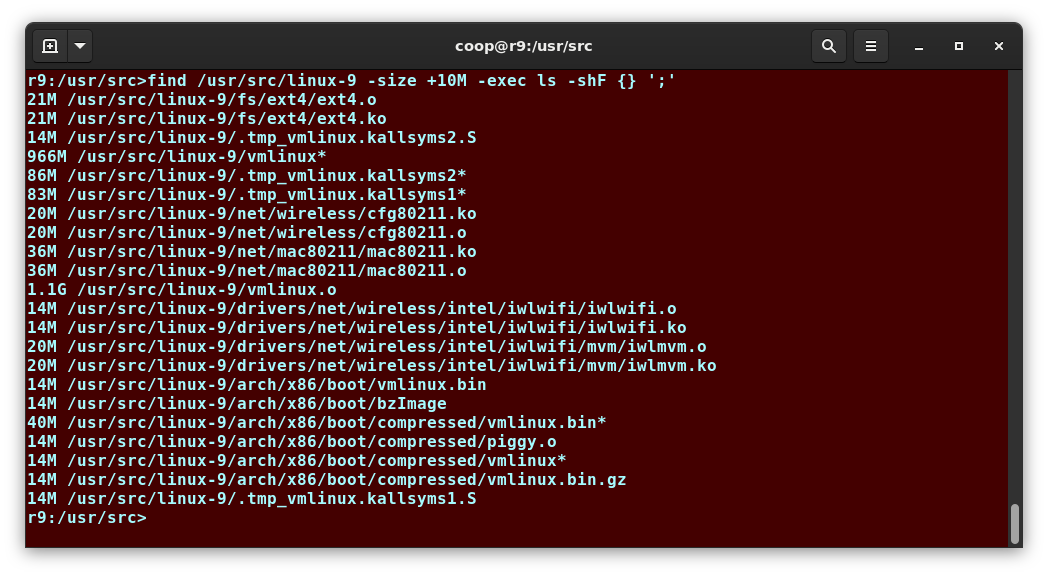 coop@r9:/usr/src
r9:/usr/src>find /usr/src/linux-9 -size +10M -exec ls -shF {} ';'
21M /usr/src/linux-9/fs/ext4/ext4.o
21M /usr/src/linux-9/fs/ext4/ext4.ko
14M /usr/src/linux-9/.tmp_vmlinux.kallsyms2.S
966M /usr/src/linux-9/vmlinux*
86M /usr/src/linux-9/.tmp_vmlinux.kallsyms2*
83M /usr/src/linux-9/.tmp_vmlinux.kallsyms1*
20M /usr/src/linux-9/net/wireless/cfg80211.ko
20M /usr/src/linux-9/net/wireless/cfg80211.o
36M /usr/src/linux-9/net/mac80211/mac80211.ko
36M /usr/src/linux-9/net/mac80211/mac80211.o
1.1G /usr/src/linux-9/vmlinux.o
14M /usr/src/linux-9/drivers/net/wireless/intel/iwlwifi/iwlwifi.o
14M /usr/src/linux-9/drivers/net/wireless/intel/iwlwifi/iwlwifi.ko
20M /usr/src/linux-9/drivers/net/wireless/intel/iwlwifi/mvm/iwlmvm.o
20M /usr/src/linux-9/drivers/net/wireless/intel/iwlwifi/mvm/iwlmvm.ko
14M /usr/src/linux-9/arch/x86/boot/vmlinux.bin
14M /usr/src/linux-9/arch/x86/boot/bzImage
40M /usr/src/linux-9/arch/x86/boot/compressed/vmlinux.bin*
14M /usr/src/linux-9/arch/x86/boot/compressed/piggy.o
14M /usr/src/linux-9/arch/x86/boot/compressed/vmlinux*
14M /usr/src/linux-9/arch/x86/boot/compressed/vmlinux.bin.gz
14M /usr/src/linux-9/.tmp_vmlinux.kallsyms1.S
r9:/usr/src>